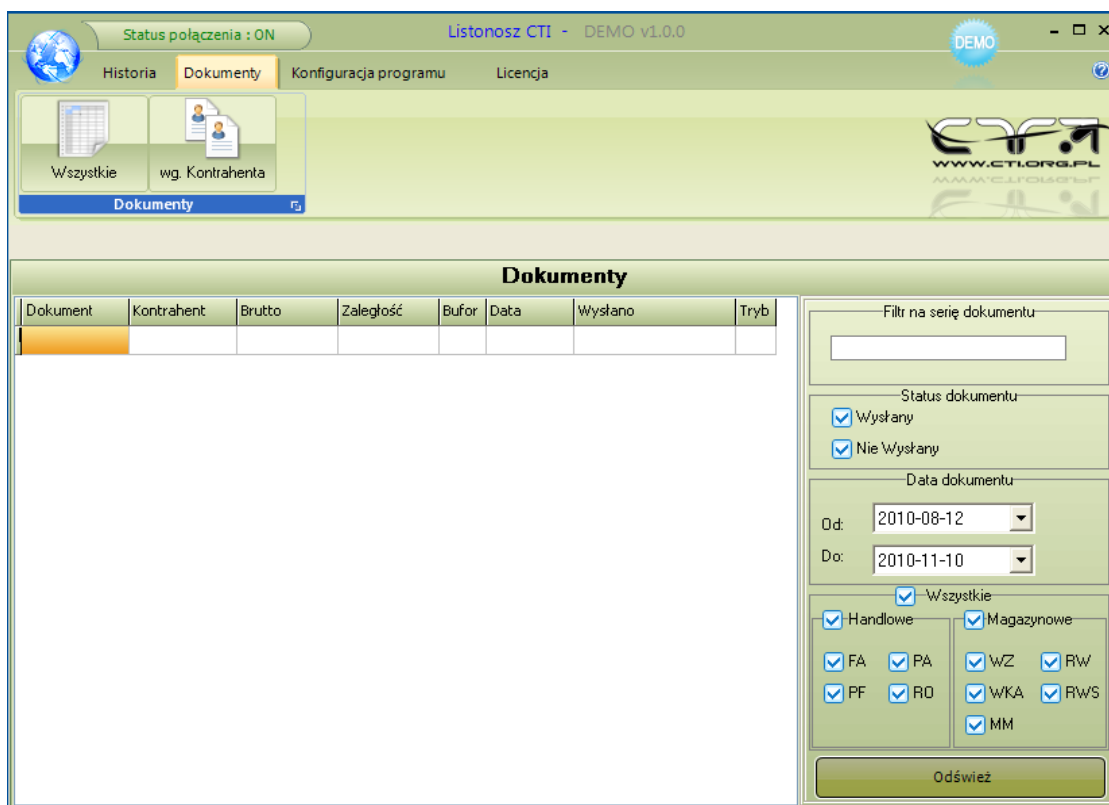 Status połączenia : ON
Listonosz CTI - DEMO v1.0.0
DEMO
Historia Dokumenty Konfiguracja programu Licencja
Wszystkie wg. Kontrahenta
Dokumenty
CTI
WWW.CTI.ORG.PL
Dokumenty
Dokument Kontrahent Brutto Zaległość Bufor Data Wysłano Tryb
Filtr na serię dokumentu
Status dokumentu
Wysłany
Nie Wysłany
Data dokumentu
Od: 2010-08-12
Do: 2010-11-10
Wszystkie
Handlowe Magazynowe
FA PA WZ RW
PF RO WKA RWS
MM
Odśwież